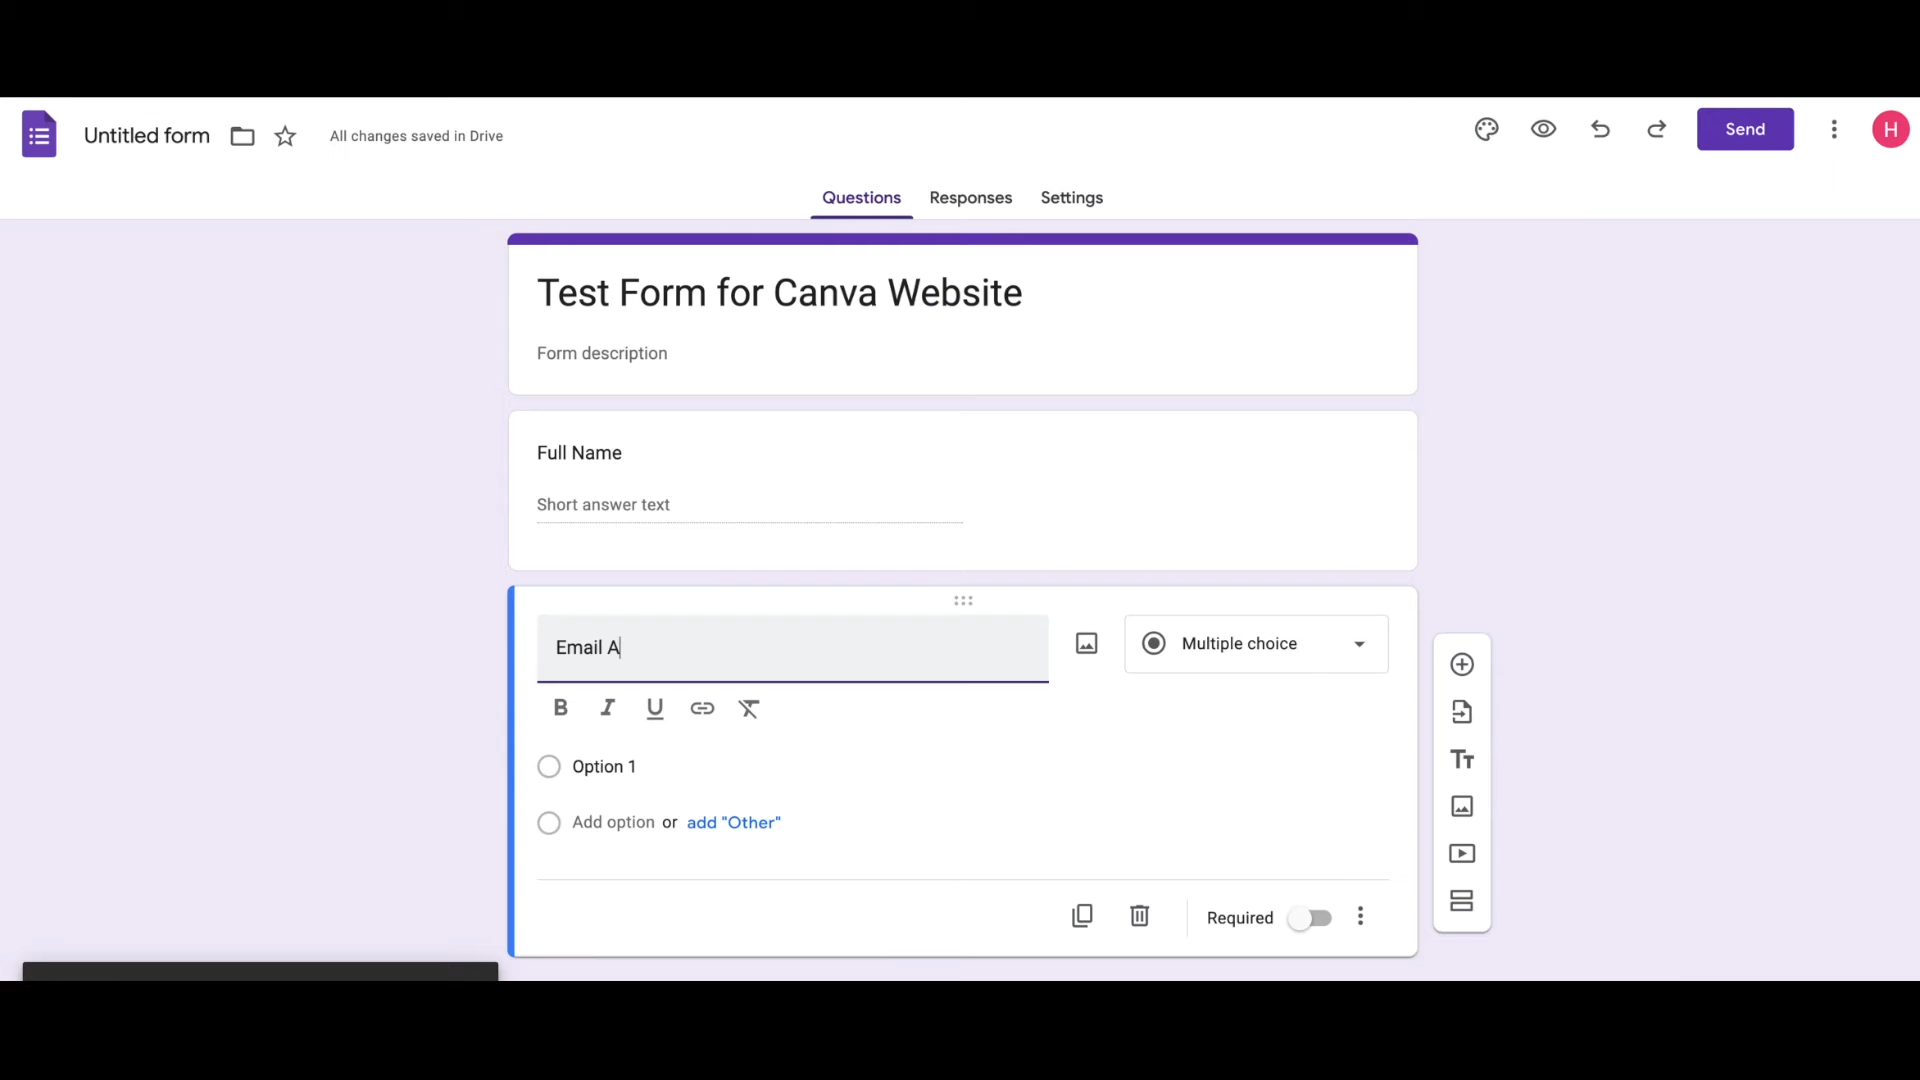 Untitled form
All changes saved in Drive
Send
H
Questions Responses Settings
Test Form for Canva Website
Form description
Full Name
Short answer text
Email A
Multiple choice
B I U
Option 1
Add option or add "Other"
Required